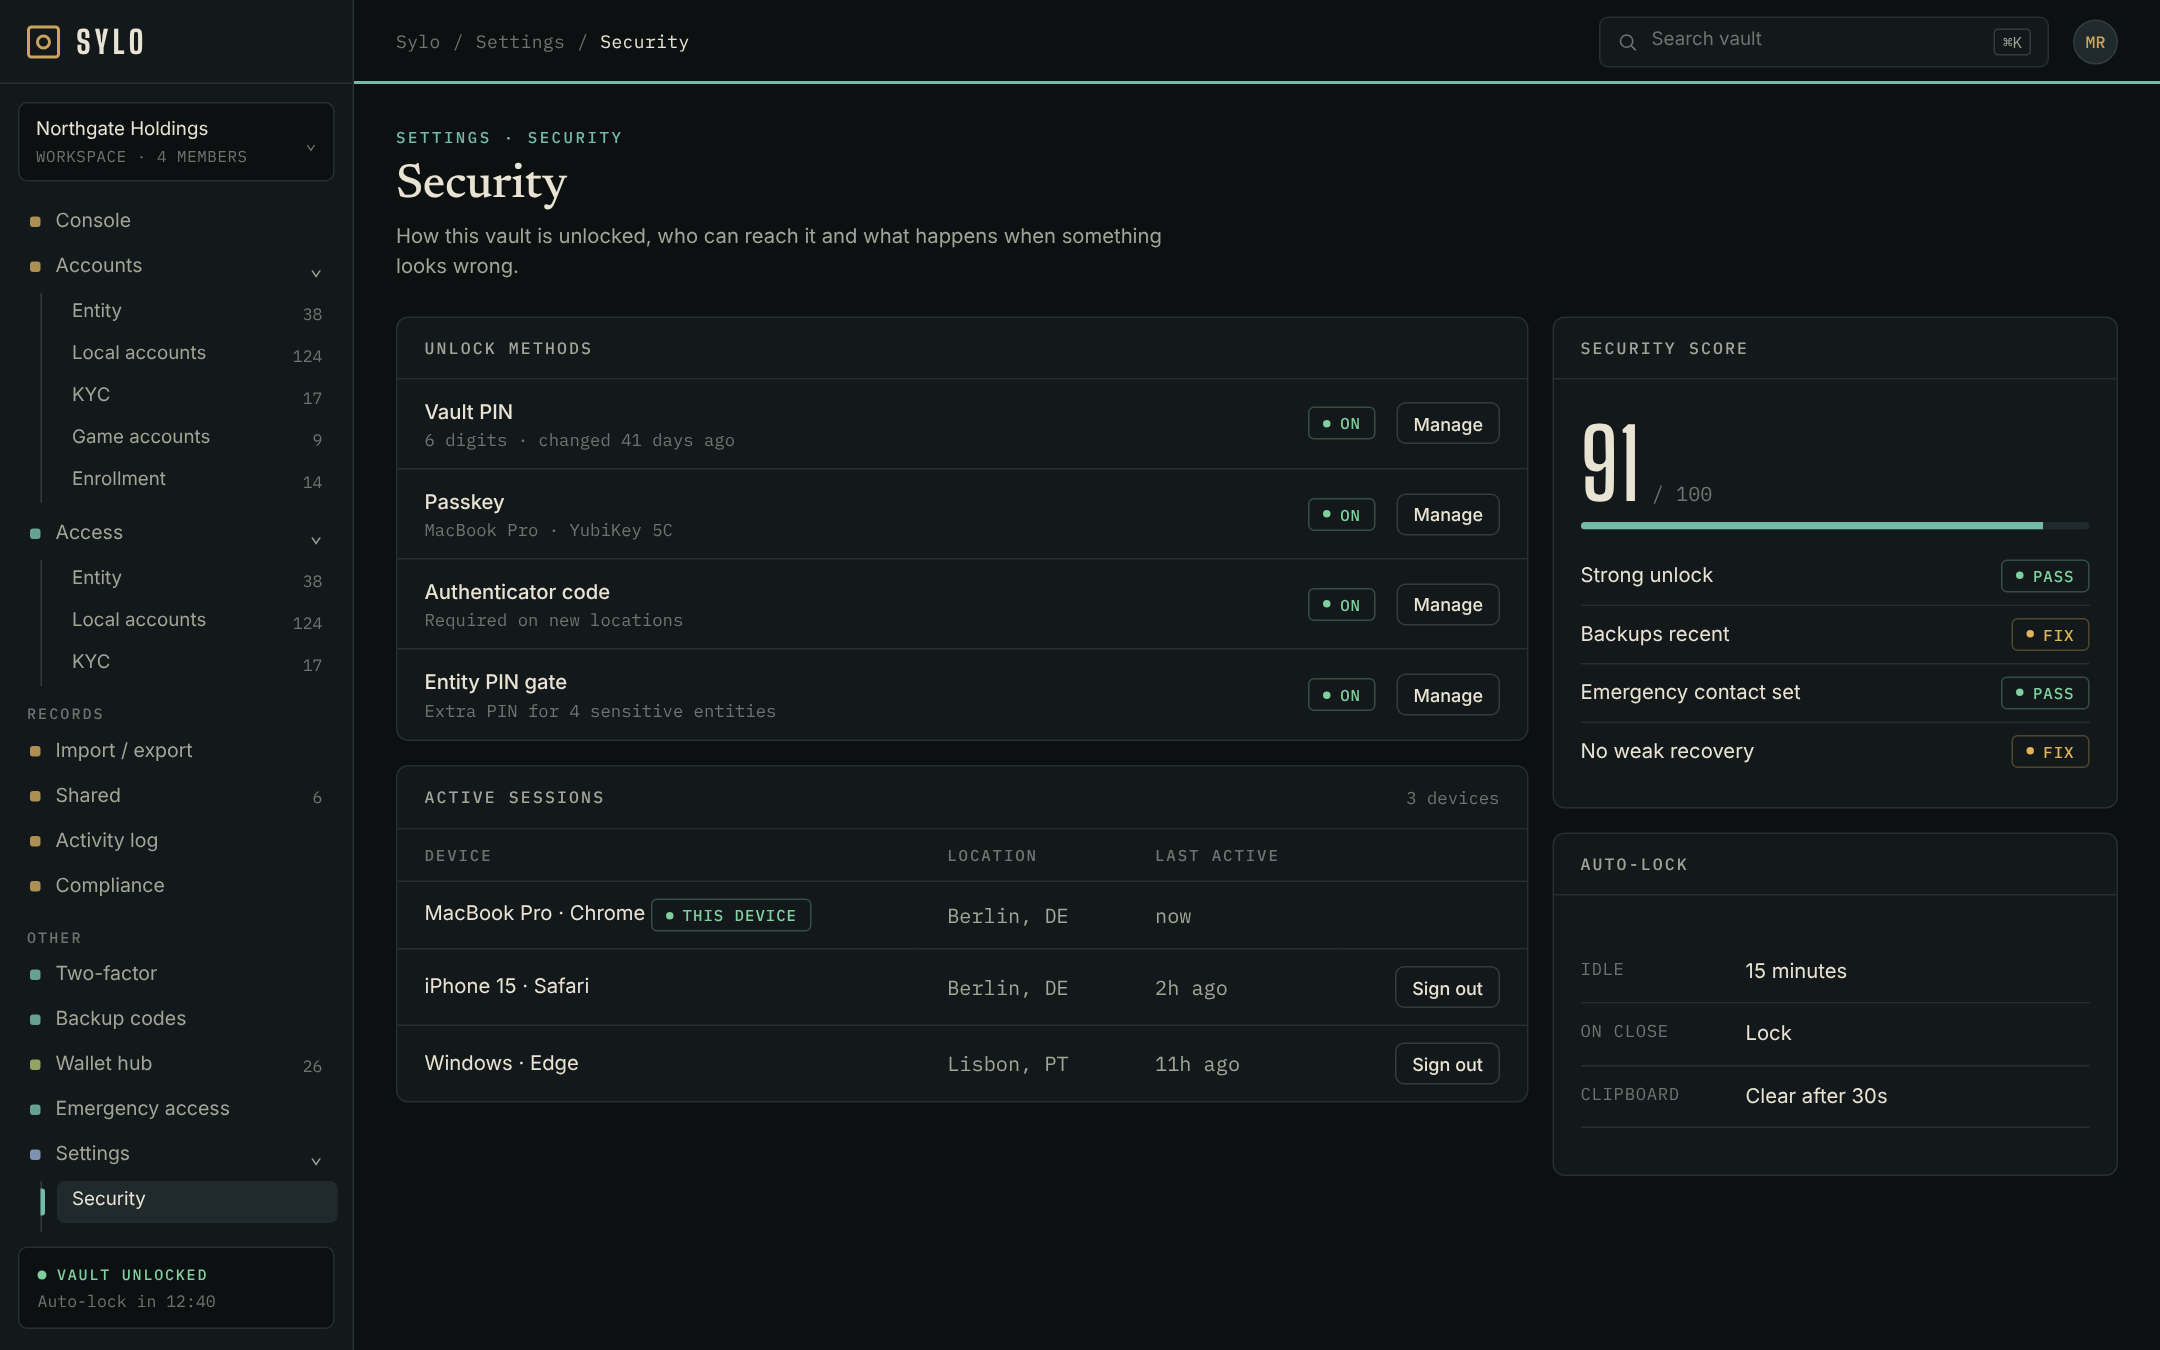 SYLO
Northgate Holdings
WORKSPACE · 4 MEMBERS
Console
Accounts
Entity 38
Local accounts 124
KYC 17
Game accounts 9
Enrollment 14
Access
Entity 38
Local accounts 124
KYC 17
RECORDS
Import / export
Shared 6
Activity log
Compliance
OTHER
Two-factor
Backup codes
Wallet hub 26
Emergency access
Settings
Security
VAULT UNLOCKED
Auto-lock in 12:40
Sylo / Settings / Security
Search vault ⌘K
MR
SETTINGS · SECURITY
Security
How this vault is unlocked, who can reach it and what happens when something
looks wrong.
UNLOCK METHODS
Vault PIN
6 digits · changed 41 days ago
ON Manage
Passkey
MacBook Pro · YubiKey 5C
ON Manage
Authenticator code
Required on new locations
ON Manage
Entity PIN gate
Extra PIN for 4 sensitive entities
ON Manage
ACTIVE SESSIONS 3 devices
DEVICE LOCATION LAST ACTIVE
MacBook Pro · Chrome THIS DEVICE Berlin, DE now
iPhone 15 · Safari Berlin, DE 2h ago Sign out
Windows · Edge Lisbon, PT 11h ago Sign out
SECURITY SCORE
91 / 100
Strong unlock PASS
Backups recent FIX
Emergency contact set PASS
No weak recovery FIX
AUTO-LOCK
IDLE 15 minutes
ON CLOSE Lock
CLIPBOARD Clear after 30s